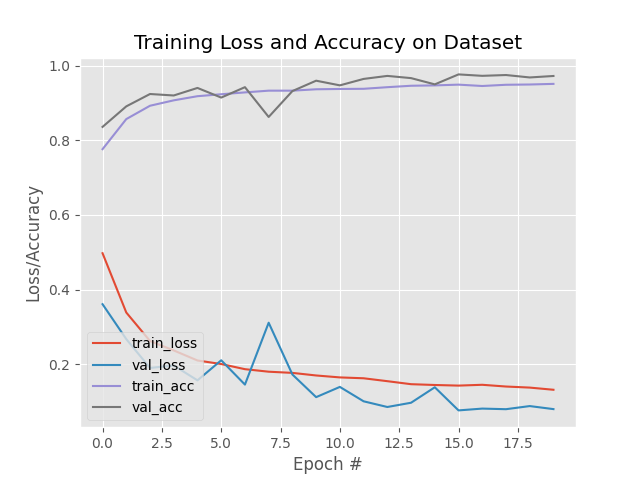 Training Loss and Accuracy on Dataset
1.0
0.8
0.6
0.4
0.2
Loss/Accuracy
train_loss
val_loss
train_acc
val_acc
0.0 2.5 5.0 7.5 10.0 12.5 15.0 17.5
Epoch #